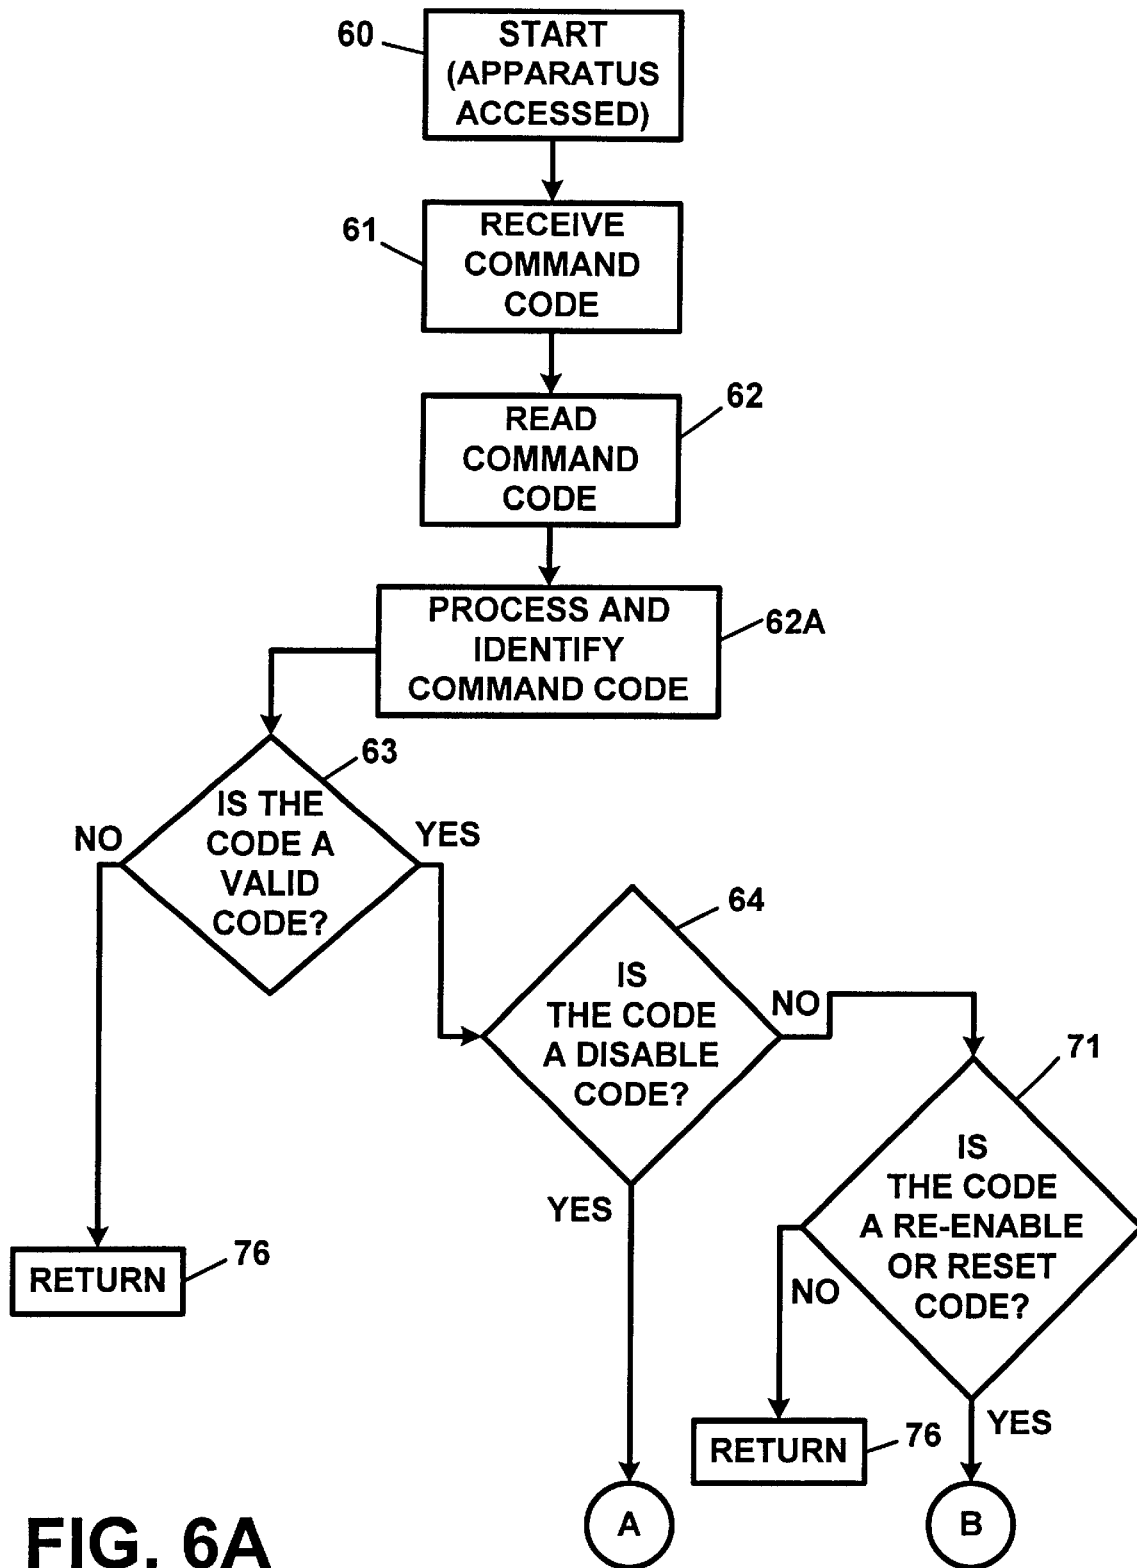 60
START
(APPARATUS
ACCESSED)
61
RECEIVE
COMMAND
CODE
62
READ
COMMAND
CODE
62A
PROCESS AND
IDENTIFY
COMMAND CODE
63
IS THE
CODE A
VALID
CODE?
NO
YES
64
IS
THE CODE
A DISABLE
CODE?
NO
YES
71
IS
THE CODE
A RE-ENABLE
OR RESET
CODE?
NO
YES
RETURN
76
RETURN
76
A
B
FIG. 6A